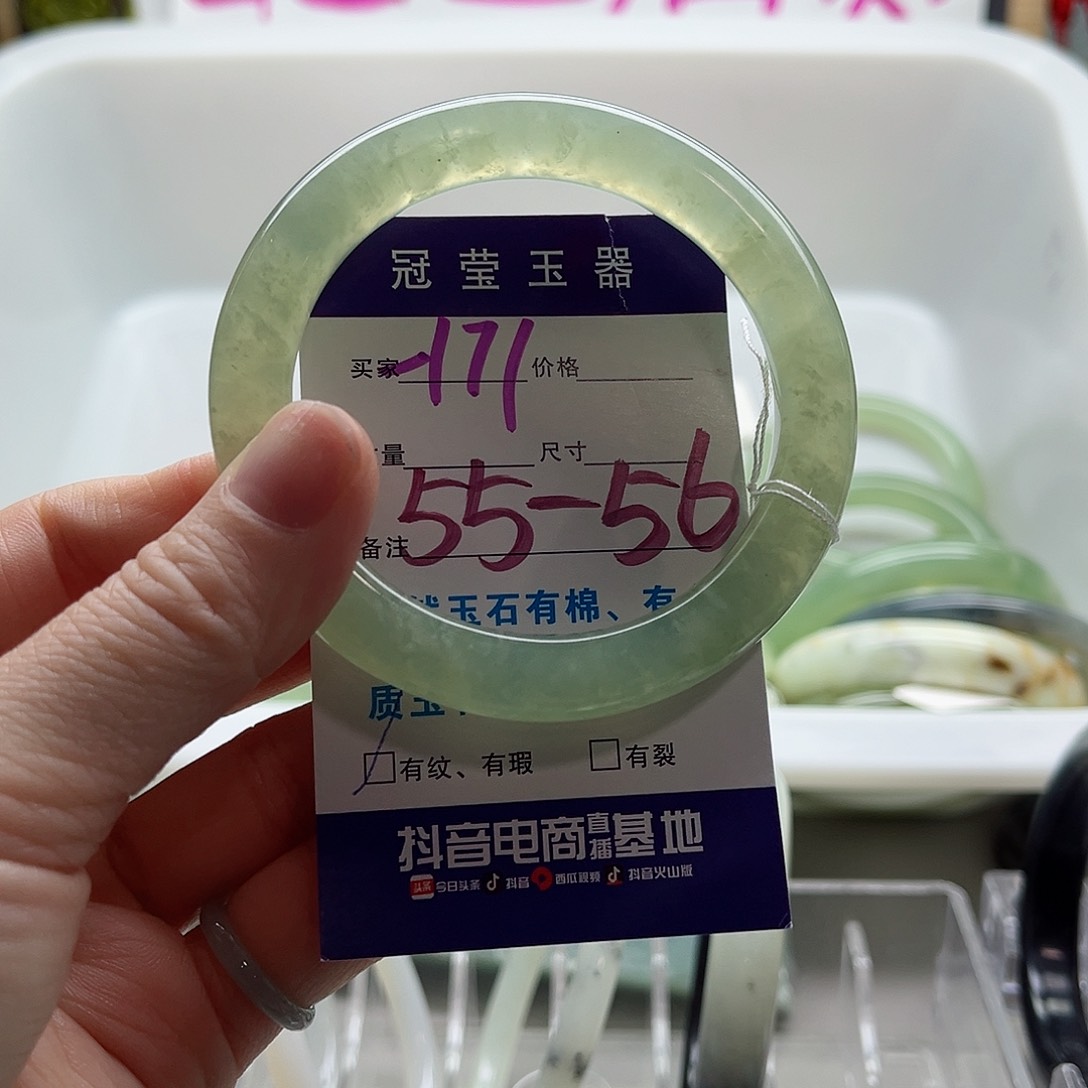 冠莹玉器
买家 171 价格
量 尺寸
备注 55-56
玉石有棉、有
质玉
有纹、有瑕 有裂
抖音电商直播基地
头条 今日头条 抖音 西瓜视频 抖音火山版